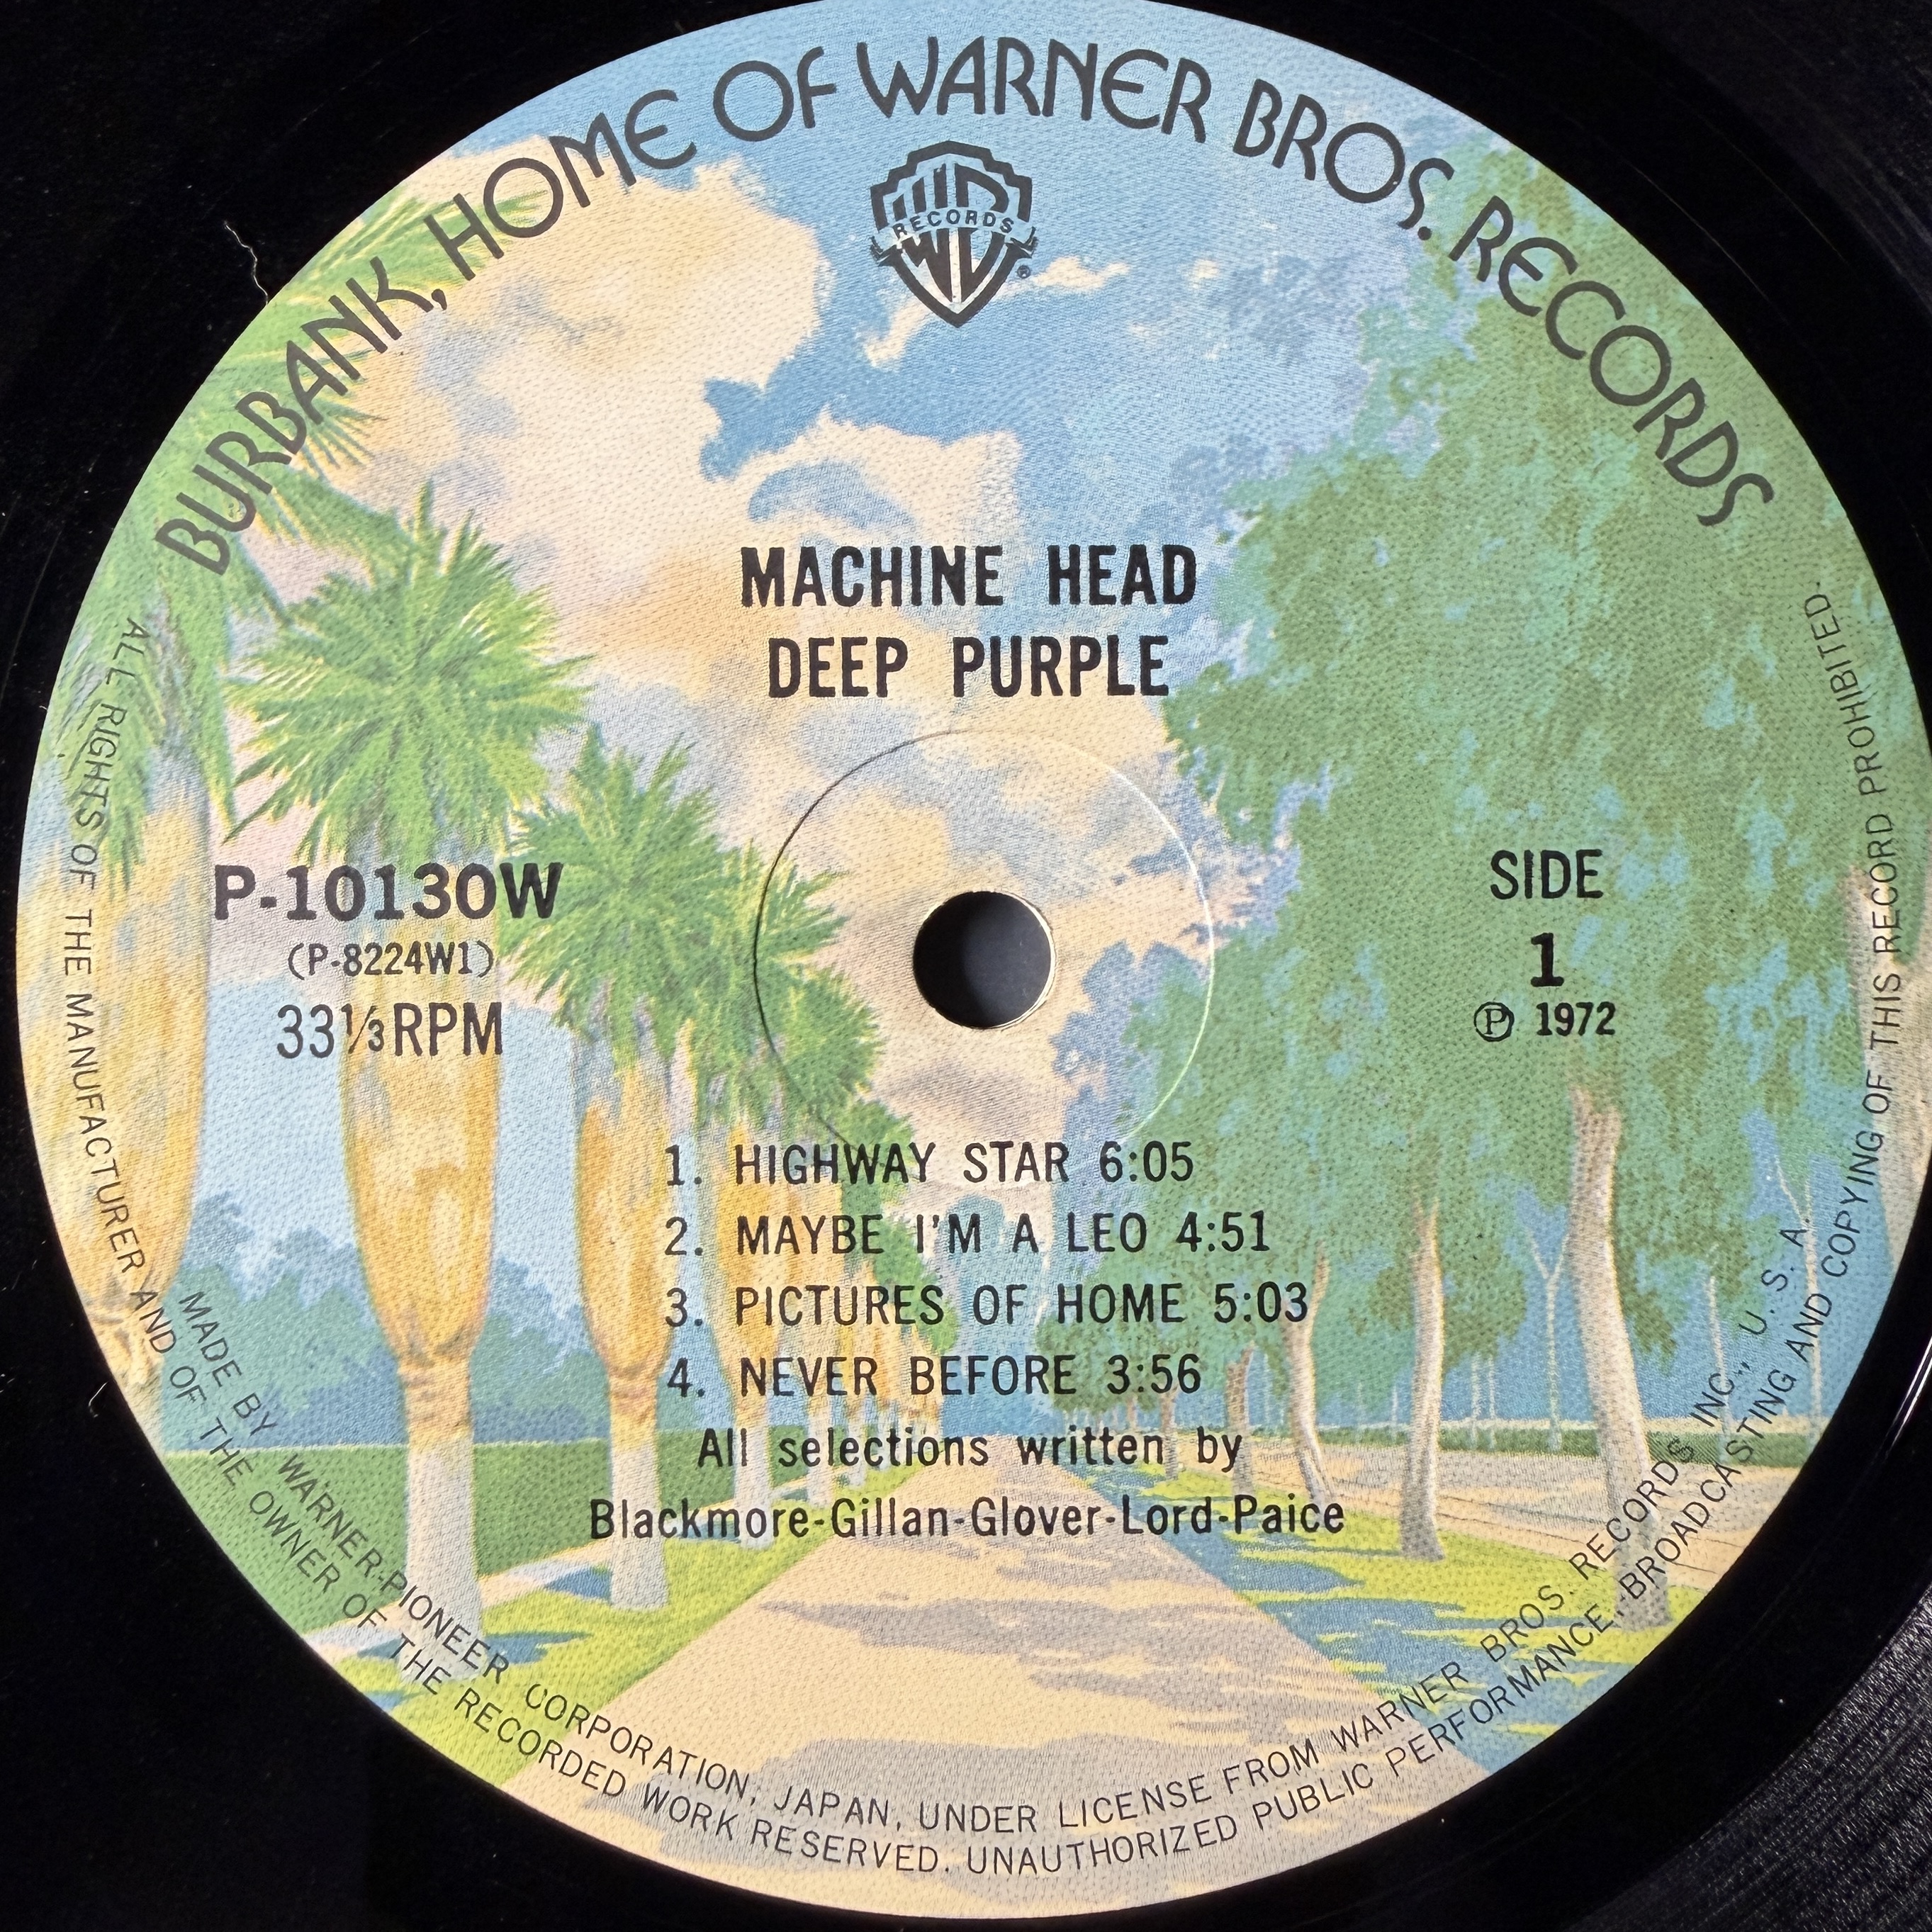 BURBANK, HOME OF WARNER BROS. RECORDS
WB
RECORDS
®
MACHINE HEAD
DEEP PURPLE
P-10130W
(P-8224W1)
33⅓RPM
SIDE
1
℗ 1972
1. HIGHWAY STAR 6:05
2. MAYBE I'M A LEO 4:51
3. PICTURES OF HOME 5:03
4. NEVER BEFORE 3:56
All selections written by
Blackmore-Gillan-Glover-Lord-Paice
MADE BY WARNER-PIONEER CORPORATION, JAPAN, UNDER LICENSE FROM WARNER BROS. RECORDS INC., U. S. A.
ALL RIGHTS OF THE MANUFACTURER AND OF THE OWNER OF THE RECORDED WORK RESERVED. UNAUTHORIZED PUBLIC PERFORMANCE, BROADCASTING AND COPYING OF THIS RECORD PROHIBITED.